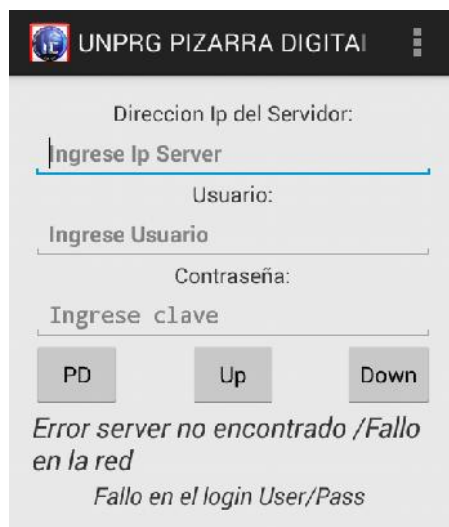 UNPRG PIZARRA DIGITAL
Direccion Ip del Servidor:
Ingrese Ip Server
Usuario:
Ingrese Usuario
Contraseña:
Ingrese clave
PD Up Down
Error server no encontrado /Fallo
en la red
Fallo en el login User/Pass